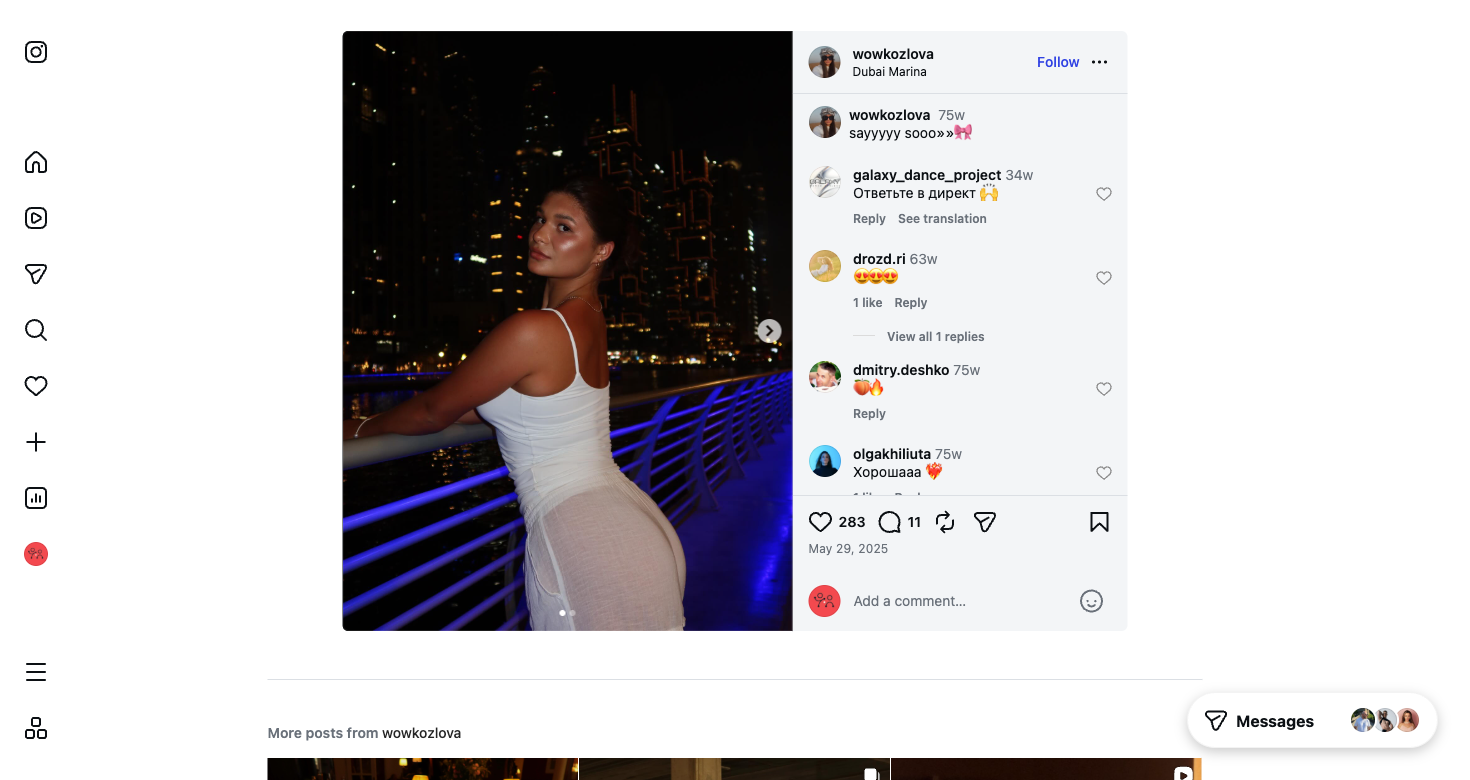 wowkozlova
Dubai Marina
Follow
wowkozlova 75w
sayyyyy sooo»»🎀
galaxy_dance_project 34w
Ответьте в директ 🙌
Reply See translation
drozd.ri 63w
😍😍😍
1 like Reply
View all 1 replies
dmitry.deshko 75w
🍑🔥
Reply
olgakhiliuta 75w
Хорошааа ❤️‍🔥
283 11
May 29, 2025
Add a comment...
More posts from wowkozlova
Messages